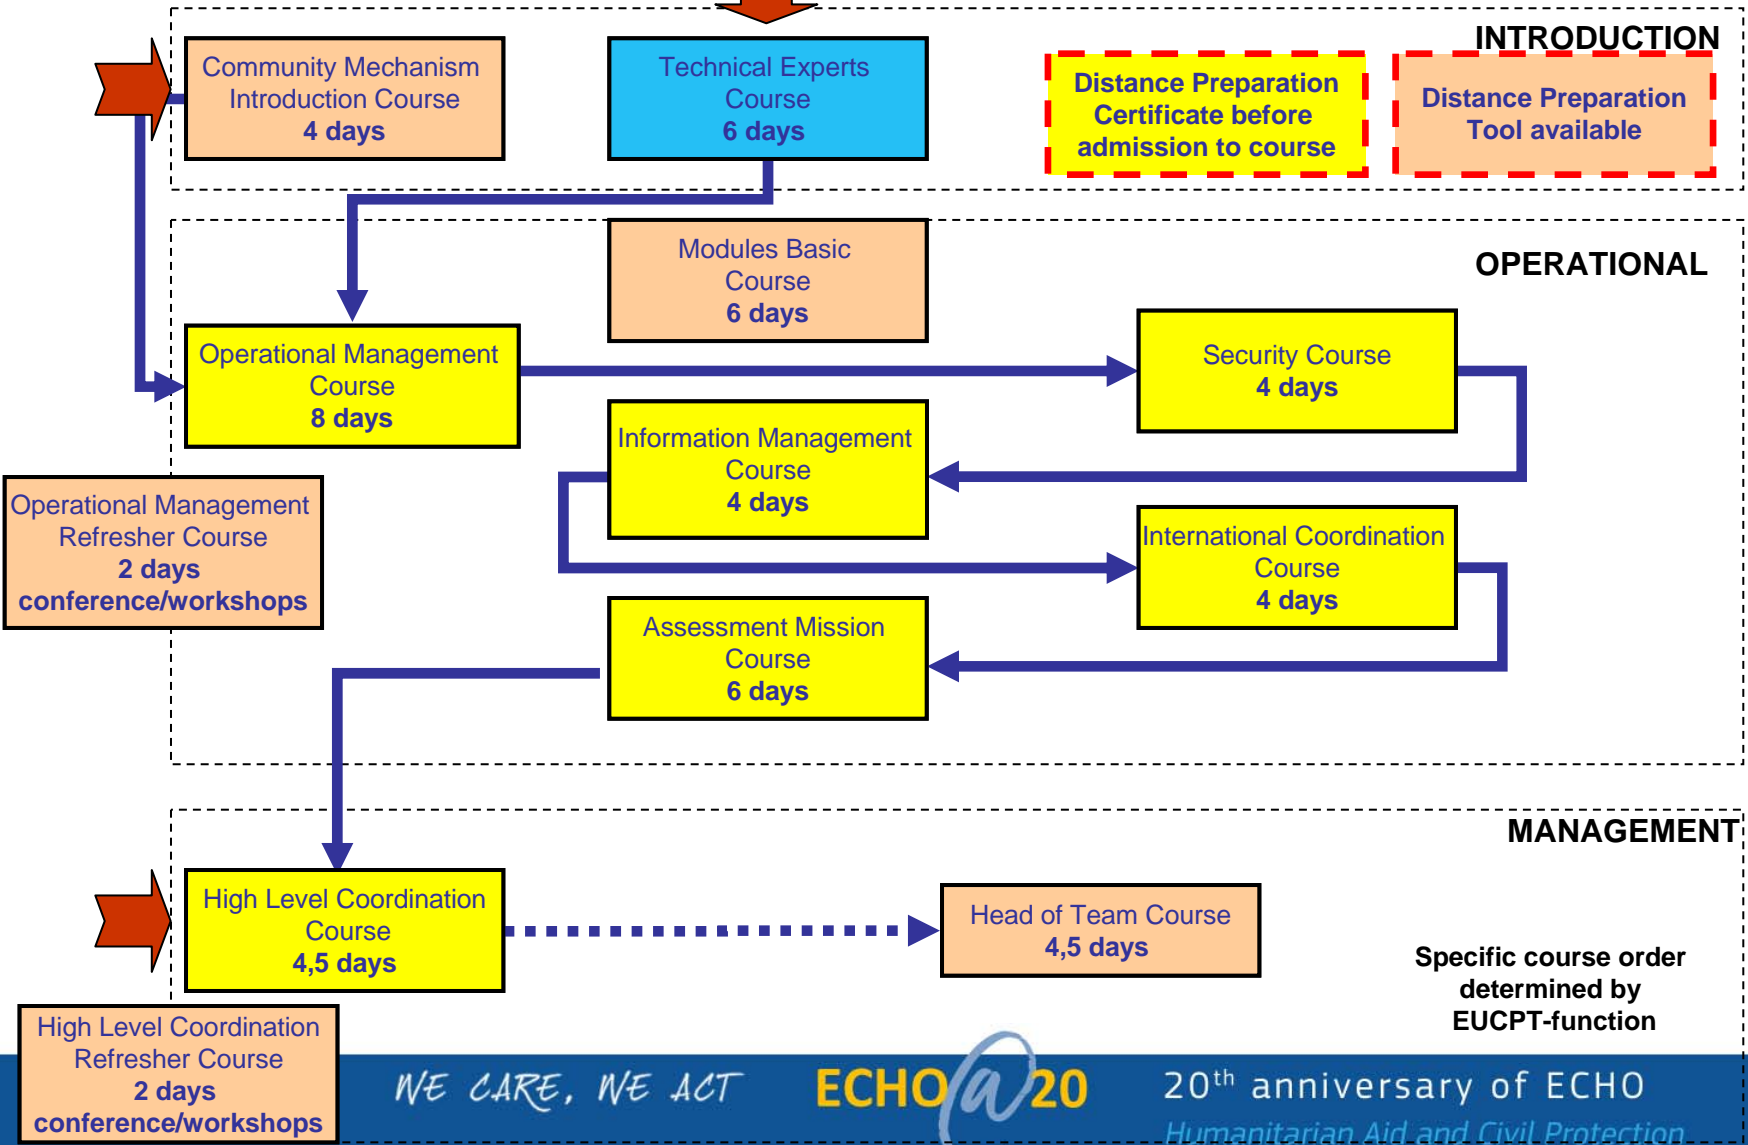 INTRODUCTION
Community Mechanism
Introduction Course
4 days
Technical Experts
Course
6 days
Distance Preparation
Certificate before
admission to course
Distance Preparation
Tool available
OPERATIONAL
Modules Basic
Course
6 days
Operational Management
Course
8 days
Security Course
4 days
Information Management
Course
4 days
Operational Management
Refresher Course
2 days
conference/workshops
International Coordination
Course
4 days
Assessment Mission
Course
6 days
MANAGEMENT
High Level Coordination
Course
4,5 days
Head of Team Course
4,5 days
Specific course order
determined by
EUCPT-function
High Level Coordination
Refresher Course
2 days
conference/workshops
WE CARE, WE ACT
ECHO@20
20th anniversary of ECHO
Humanitarian Aid and Civil Protection